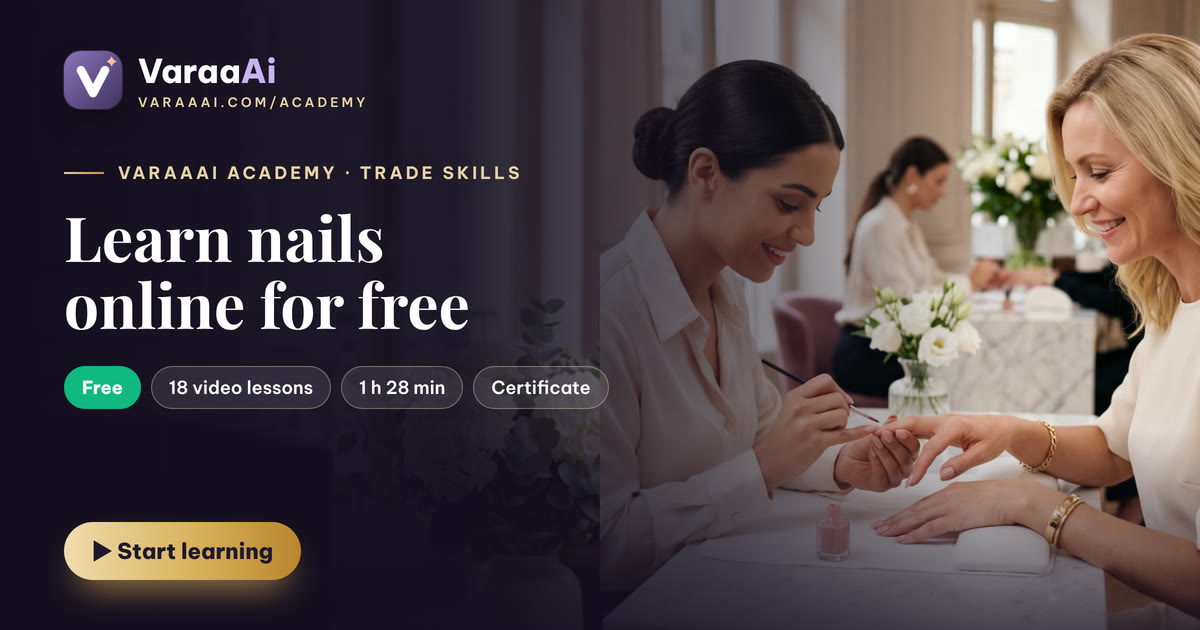 V
VaraaAi
VARAAAI.COM/ACADEMY
VARAAAI ACADEMY · TRADE SKILLS
Learn nails
online for free
Free
18 video lessons
1 h 28 min
Certificate
▶ Start learning